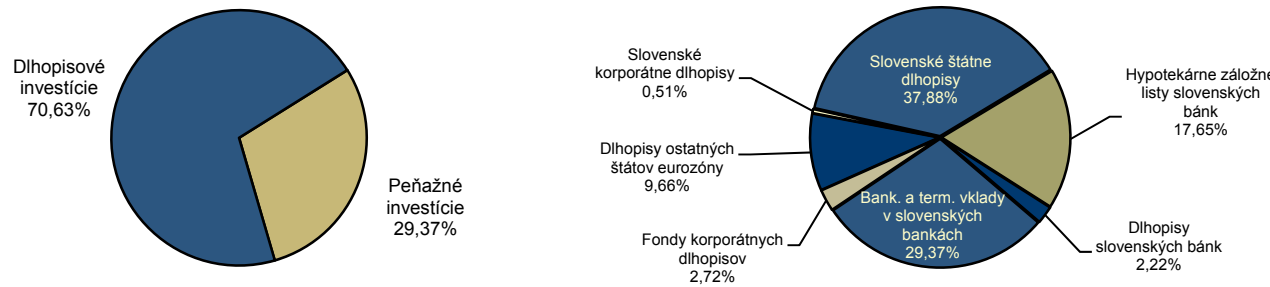 Dlhopisové
investície
70,63%
Peňažné
investície
29,37%
Slovenské
korporátne dlhopisy
0,51%
Slovenské štátne
dlhopisy
37,88%
Hypotekárne záložné
listy slovenských
bánk
17,65%
Dlhopisy ostatných
štátov eurozóny
9,66%
Bank. a term. vklady
v slovenských
bankách
29,37%
Fondy korporátnych
dlhopisov
2,72%
Dlhopisy
slovenských bánk
2,22%